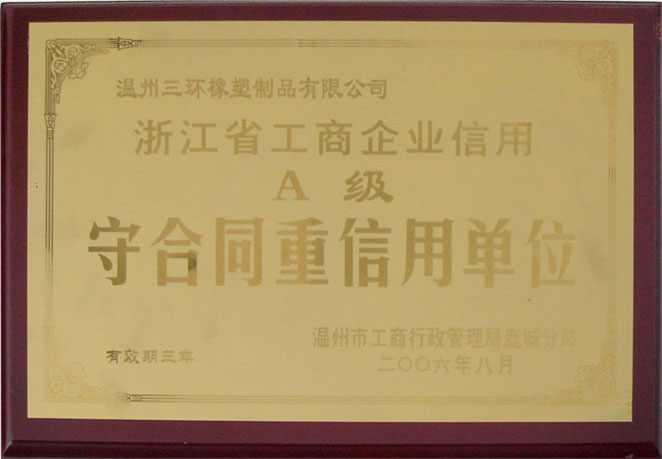 温州三环橡塑制品有限公司
浙江省工商企业信用
A 级
守合同重信用单位
温州市工商行政管理局鹿城分局
有效期三年
二〇〇六年八月